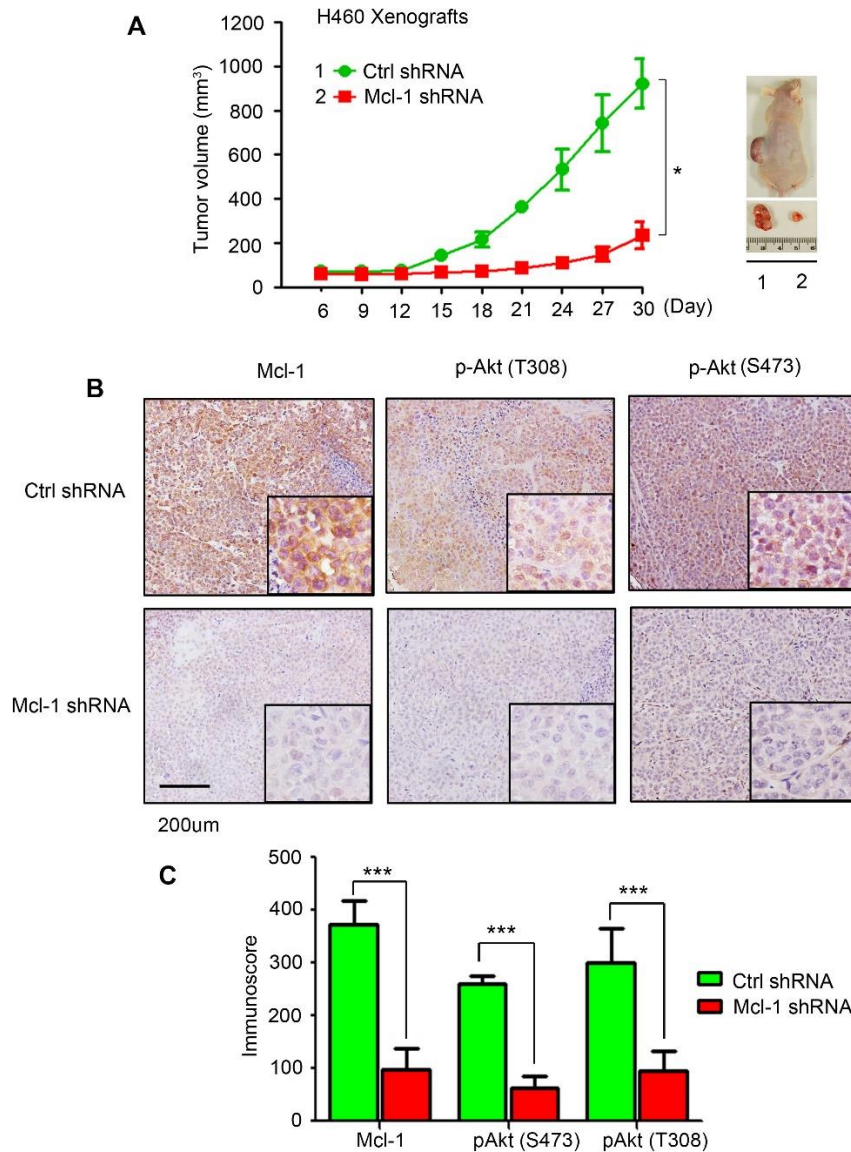 A
H460 Xenografts
1 Ctrl shRNA
2 Mcl-1 shRNA
Tumor volume (mm³)
1200
1000
800
600
400
200
0
6 9 12 15 18 21 24 27 30 (Day)
*
1 2
B
Mcl-1 p-Akt (T308) p-Akt (S473)
Ctrl shRNA
Mcl-1 shRNA
200um
C
Immunoscore
500
400
300
200
100
0
*** *** ***
Ctrl shRNA
Mcl-1 shRNA
Mcl-1 pAkt (S473) pAkt (T308)